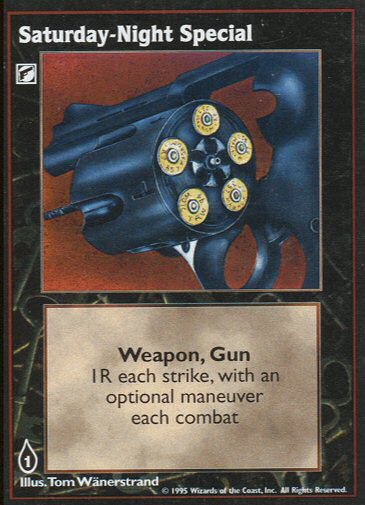 Saturday-Night Special
Weapon, Gun
1R each strike, with an
optional maneuver
each combat
1
Illus. Tom Wänerstrand
© 1995 Wizards of the Coast, Inc. All Rights Reserved.